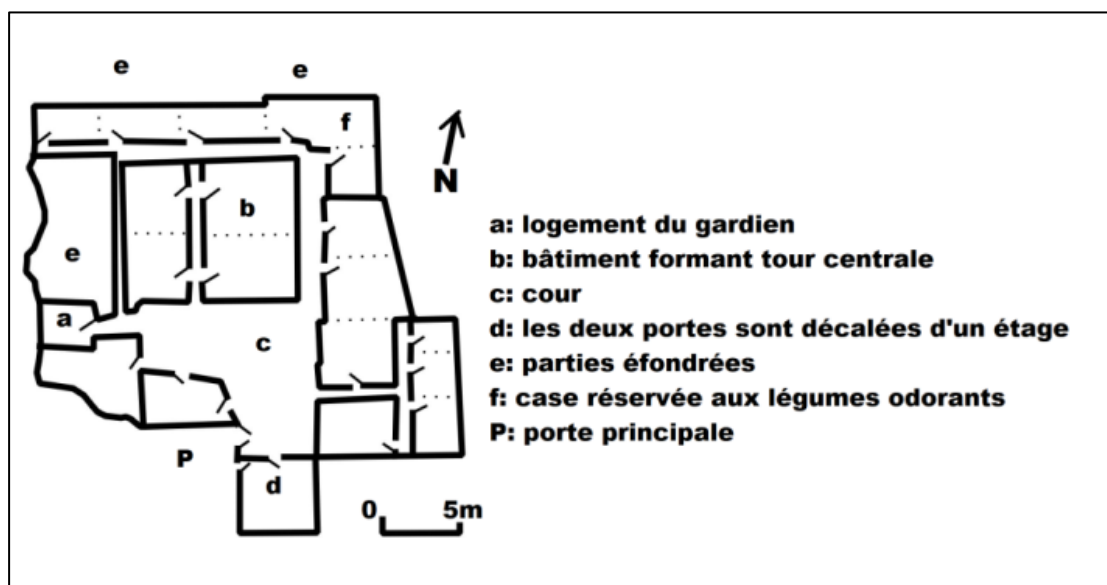 e
e
f
N
b
e
a
c
P
d
0 5m
a: logement du gardien
b: bâtiment formant tour centrale
c: cour
d: les deux portes sont décalées d'un étage
e: parties éfondrées
f: case réservée aux légumes odorants
P: porte principale